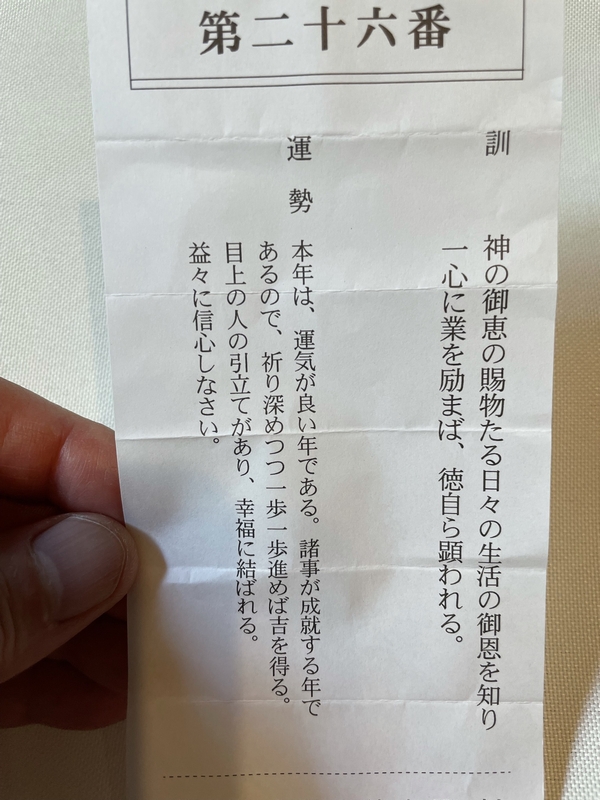 第二十六番
訓
神の御恵の賜物たる日々の生活の御恩を知り
一心に業を励まば、徳自ら顕われる。
運勢
本年は、運気が良い年である。諸事が成就する年で
あるので、祈り深めつつ一歩一歩進めば吉を得る。
目上の人の引立てがあり、幸福に結ばれる。
益々に信心しなさい。